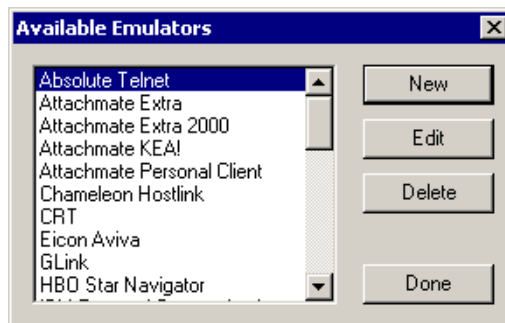 Available Emulators
Absolute Telnet
Attachmate Extra
Attachmate Extra 2000
Attachmate KEA!
Attachmate Personal Client
Chameleon Hostlink
CRT
Eicon Aviva
GLink
HBO Star Navigator
New
Edit
Delete
Done